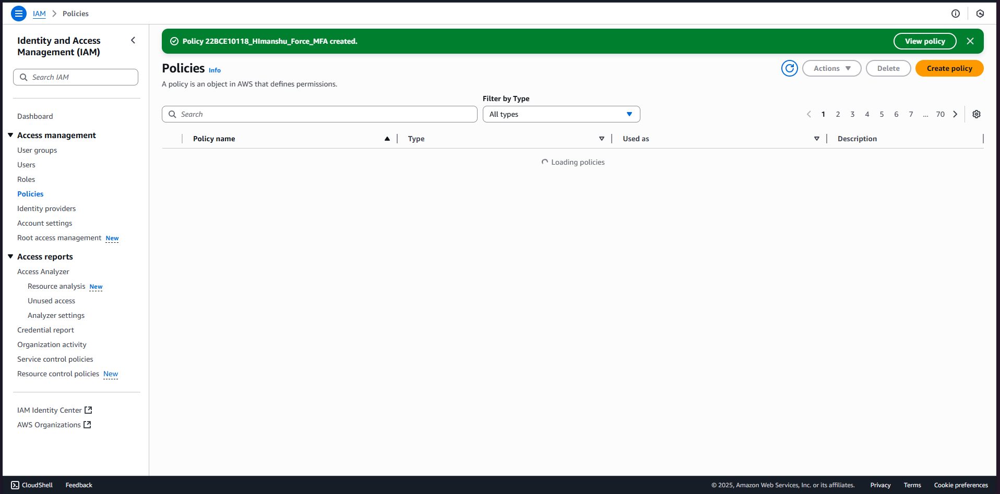 IAM > Policies
Identity and Access
Management (IAM)
Search IAM
Dashboard
Access management
User groups
Users
Roles
Policies
Identity providers
Account settings
Root access management New
Access reports
Access Analyzer
Resource analysis New
Unused access
Analyzer settings
Credential report
Organization activity
Service control policies
Resource control policies New
IAM Identity Center
AWS Organizations
Policy 22BCE10118_HImanshu_Force_MFA created.
View policy
Policies Info
Actions
Delete
Create policy
A policy is an object in AWS that defines permissions.
Filter by Type
Search
All types
1 2 3 4 5 6 7 ... 70
Policy name Type Used as Description
Loading policies
CloudShell Feedback © 2025, Amazon Web Services, Inc. or its affiliates. Privacy Terms Cookie preferences